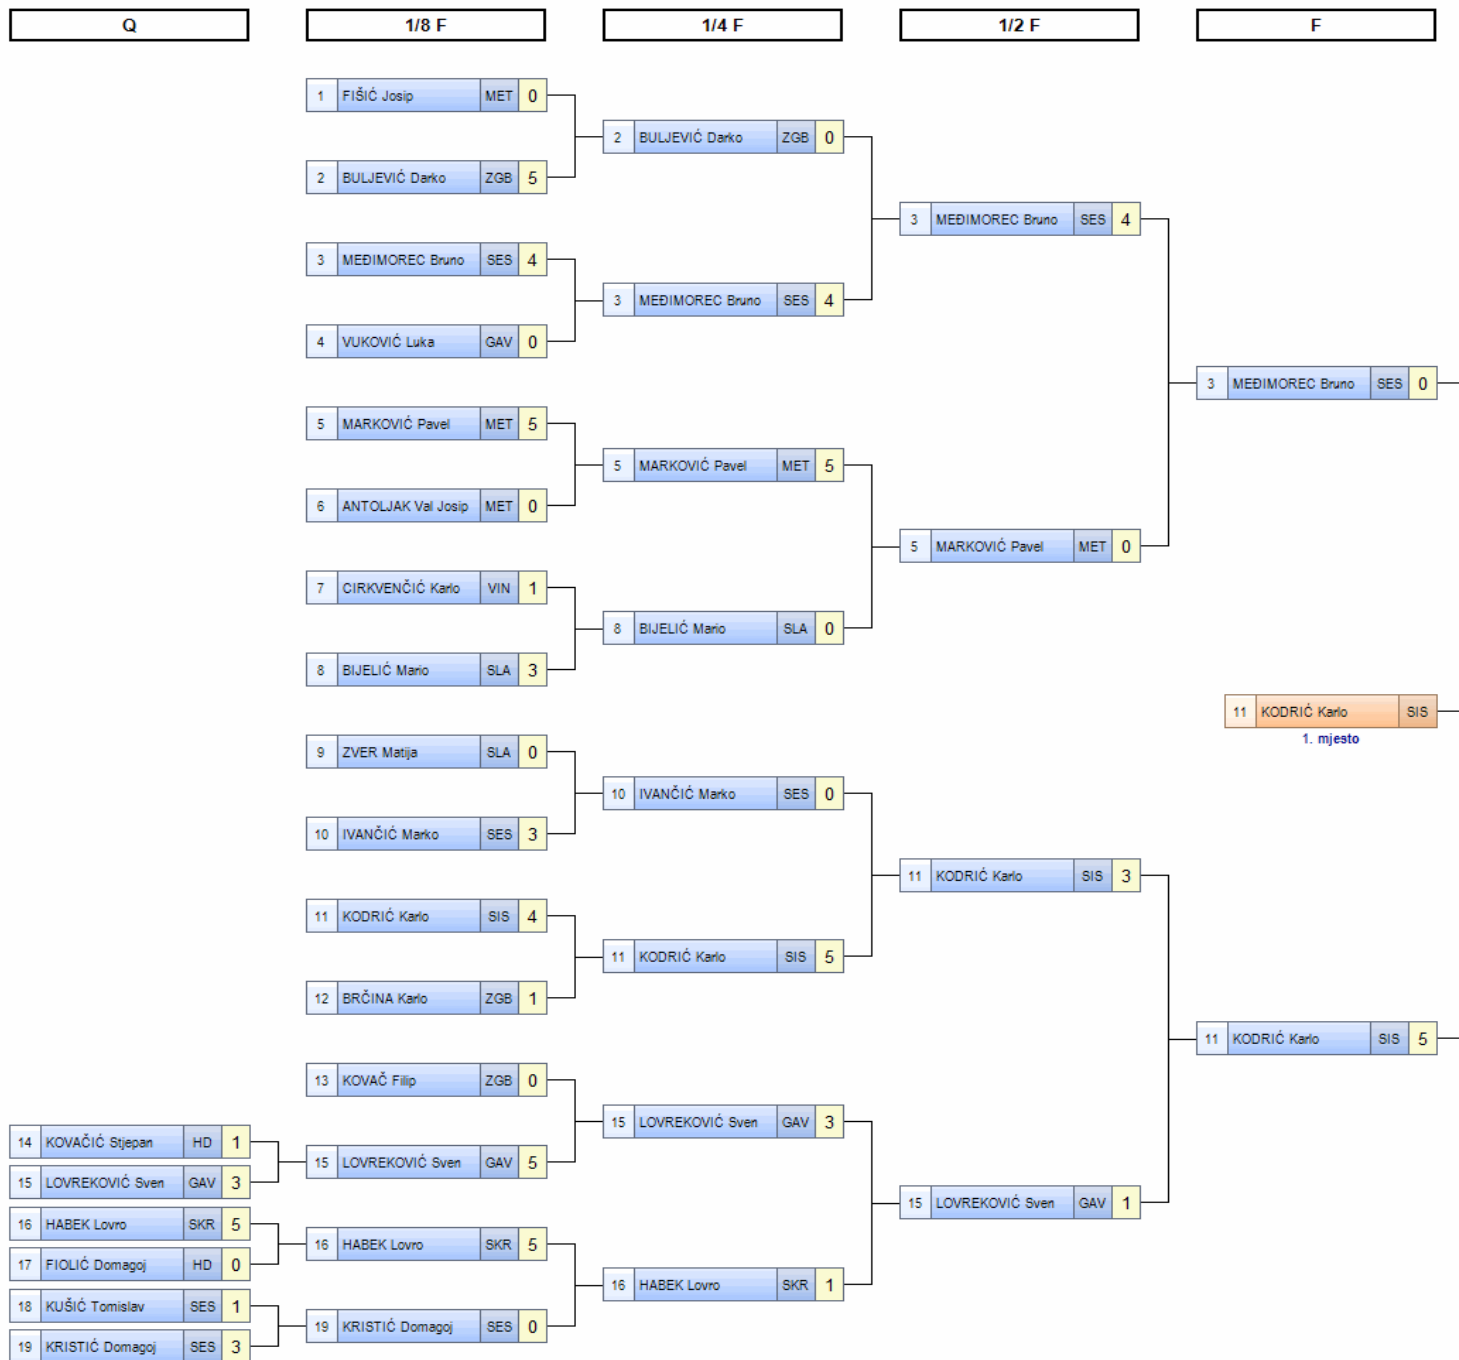 Q
1/8 F
1/4 F
1/2 F
F
1 FIŠIĆ Josip MET 0
2 BULJEVIĆ Darko ZGB 5
3 MEĐIMOREC Bruno SES 4
4 VUKOVIĆ Luka GAV 0
5 MARKOVIĆ Pavel MET 5
6 ANTOLJAK Val Josip MET 0
7 CIRKVENČIĆ Karlo VIN 1
8 BIJELIĆ Mario SLA 3
9 ZVER Matija SLA 0
10 IVANČIĆ Marko SES 3
11 KODRIĆ Karlo SIS 4
12 BRČINA Karlo ZGB 1
13 KOVAČ Filip ZGB 0
14 KOVAČIĆ Stjepan HD 1
15 LOVREKOVIĆ Sven GAV 3
16 HABEK Lovro SKR 5
17 FIOLIĆ Domagoj HD 0
18 KUŠIĆ Tomislav SES 1
19 KRISTIĆ Domagoj SES 3
15 LOVREKOVIĆ Sven GAV 5
16 HABEK Lovro SKR 5
19 KRISTIĆ Domagoj SES 0
2 BULJEVIĆ Darko ZGB 0
3 MEĐIMOREC Bruno SES 4
5 MARKOVIĆ Pavel MET 5
8 BIJELIĆ Mario SLA 0
10 IVANČIĆ Marko SES 0
11 KODRIĆ Karlo SIS 5
15 LOVREKOVIĆ Sven GAV 3
16 HABEK Lovro SKR 1
3 MEĐIMOREC Bruno SES 4
5 MARKOVIĆ Pavel MET 0
11 KODRIĆ Karlo SIS 3
15 LOVREKOVIĆ Sven GAV 1
3 MEĐIMOREC Bruno SES 0
11 KODRIĆ Karlo SIS
1. mjesto
11 KODRIĆ Karlo SIS 5